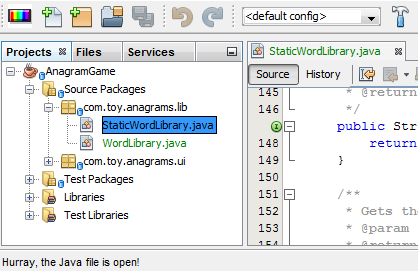 <default config>
Projects Files Services
AnagramGame
Source Packages
com.toy.anagrams.lib
StaticWordLibrary.java
WordLibrary.java
com.toy.anagrams.ui
Test Packages
Libraries
Test Libraries
StaticWordLibrary.java
Source History
145 * @return
146 */
public Stri
148 return
149 }
150
151 /**
152 * Gets th
153 * @param
154 * @return
Hurray, the Java file is open!